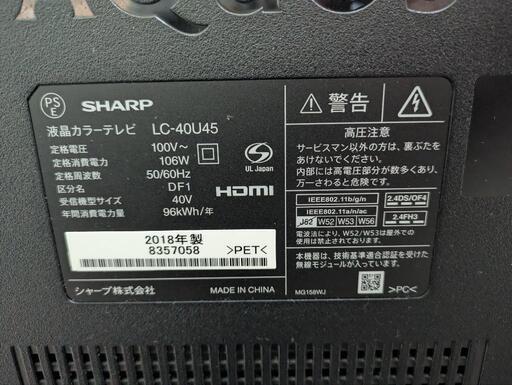 AQUOS
PS
E
SHARP
液晶カラーテレビ LC-40U45
定格電圧 100V～
定格消費電力 106W
定格周波数 50/60Hz
区分名 DF1
受信機型サイズ 40V
年間消費電力量 96kWh/年
UL Japan
HDMI
2018年製
8357058 >PET<
シャープ株式会社 MADE IN CHINA
警告
高圧注意
サービスマン以外の方は、裏ぶたを
あけないでください。
内部には高電圧部分が数多くあり、
万一さわると危険です。
IEEE802.11b/g/n 2.4DS/OF4
IEEE802.11a/n/ac 2.4FH3
J52 W52 W53 W56
電波法により、W52/W53は屋外での
使用が禁じられています。
本機器は、技術基準適合認証を受けた
無線モジュールが入っています。
MG158WJ >PC<